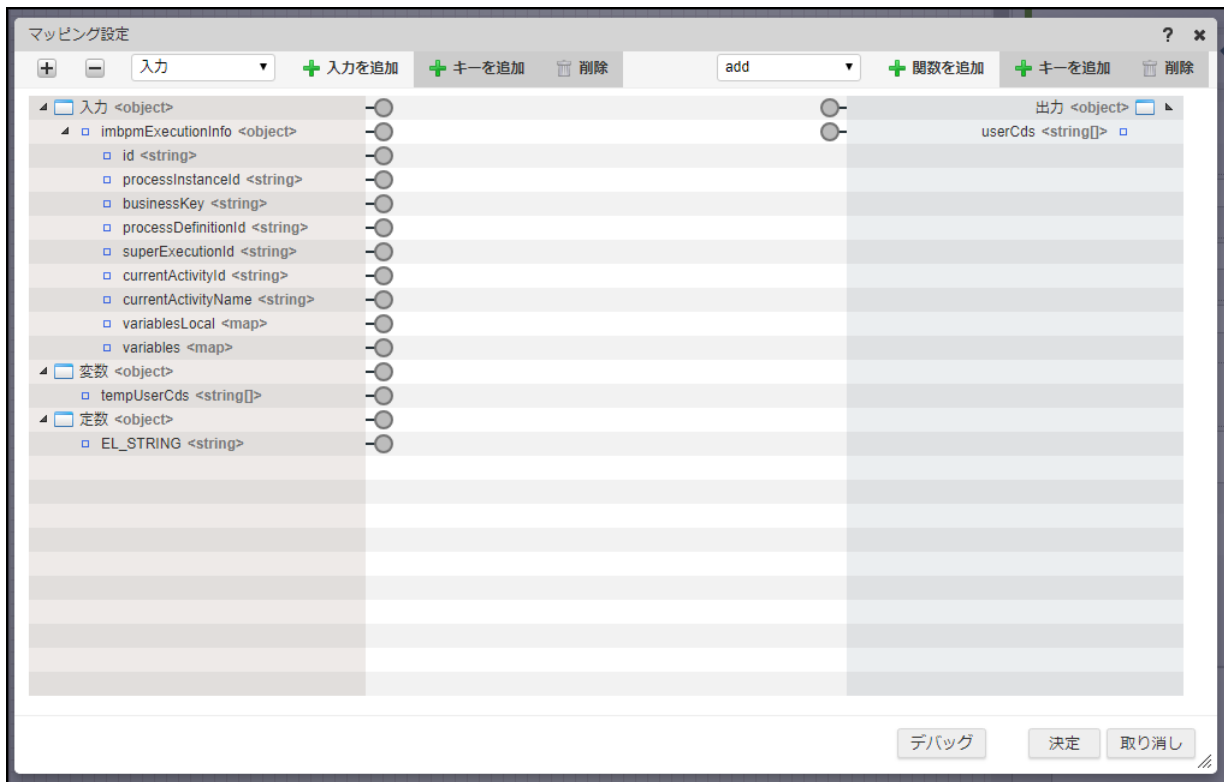 マッピング設定 ? ×
入力 入力を追加 キーを追加 削除 add 関数を追加 キーを追加 削除
入力 <object> 出力 <object>
imbpmExecutionInfo <object> userCds <string[]>
id <string>
processInstanceId <string>
businessKey <string>
processDefinitionId <string>
superExecutionId <string>
currentActivityId <string>
currentActivityName <string>
variablesLocal <map>
variables <map>
変数 <object>
tempUserCds <string[]>
定数 <object>
EL_STRING <string>
デバッグ 決定 取り消し